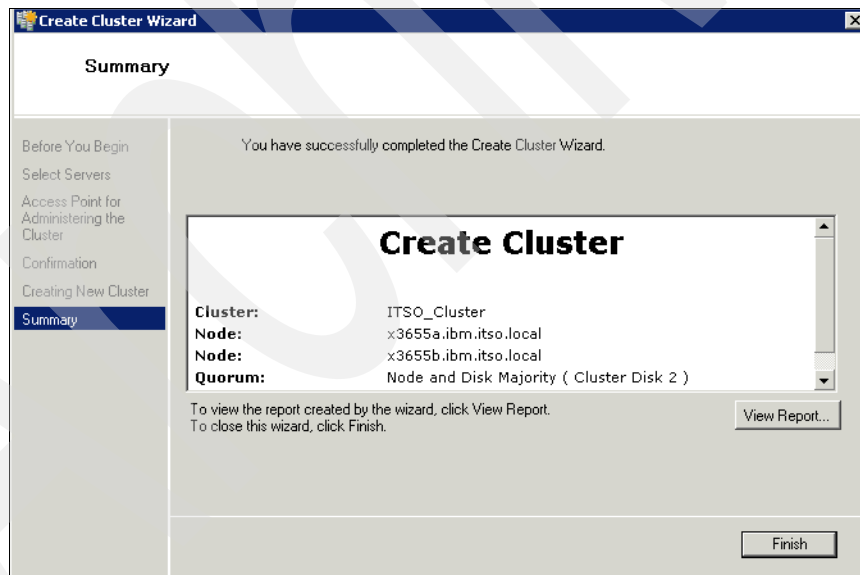 Create Cluster Wizard
Summary
Before You Begin
Select Servers
Access Point for
Administering the
Cluster
Confirmation
Creating New Cluster
Summary
You have successfully completed the Create Cluster Wizard.
Create Cluster
Cluster: ITSO_Cluster
Node: x3655a.ibm.itso.local
Node: x3655b.ibm.itso.local
Quorum: Node and Disk Majority ( Cluster Disk 2 )
To view the report created by the wizard, click View Report.
To close this wizard, click Finish.
View Report...
Finish